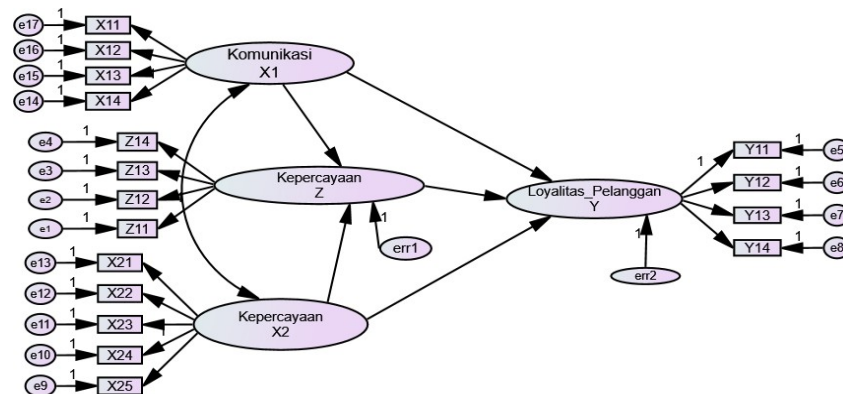 e17 1 X11
e16 1 X12
e15 1 X13
e14 1 X14
Komunikasi
X1
e4 1 Z14
e3 1 Z13
e2 1 Z12
e1 1 Z11
Kepercayaan
Z
1
err1
e13 1 X21
e12 1 X22
e11 1 X23
e10 1 X24
e9 1 X25
1
Kepercayaan
X2
Loyalitas_Pelanggan
Y
1
err2
1
Y11 1 e5
Y12 1 e6
Y13 1 e7
Y14 1 e8